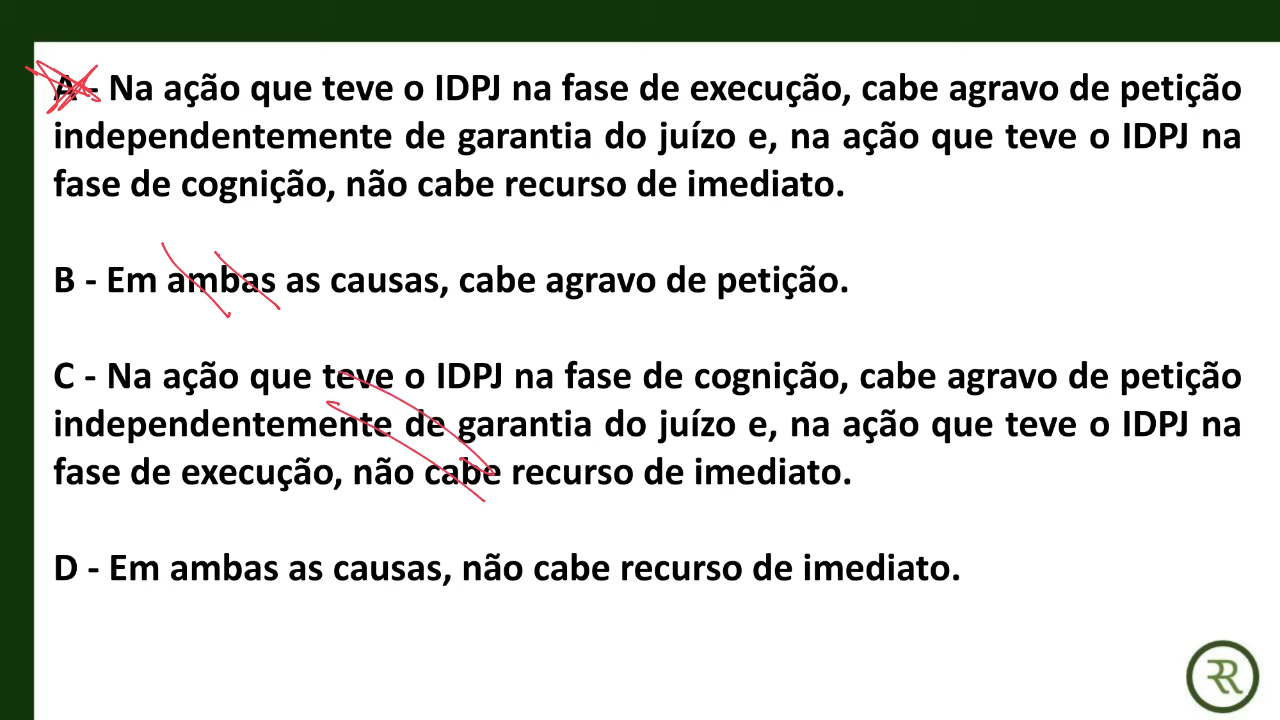 A - Na ação que teve o IDPJ na fase de execução, cabe agravo de petição
independentemente de garantia do juízo e, na ação que teve o IDPJ na
fase de cognição, não cabe recurso de imediato.
B - Em ambas as causas, cabe agravo de petição.
C - Na ação que teve o IDPJ na fase de cognição, cabe agravo de petição
independentemente de garantia do juízo e, na ação que teve o IDPJ na
fase de execução, não cabe recurso de imediato.
D - Em ambas as causas, não cabe recurso de imediato.